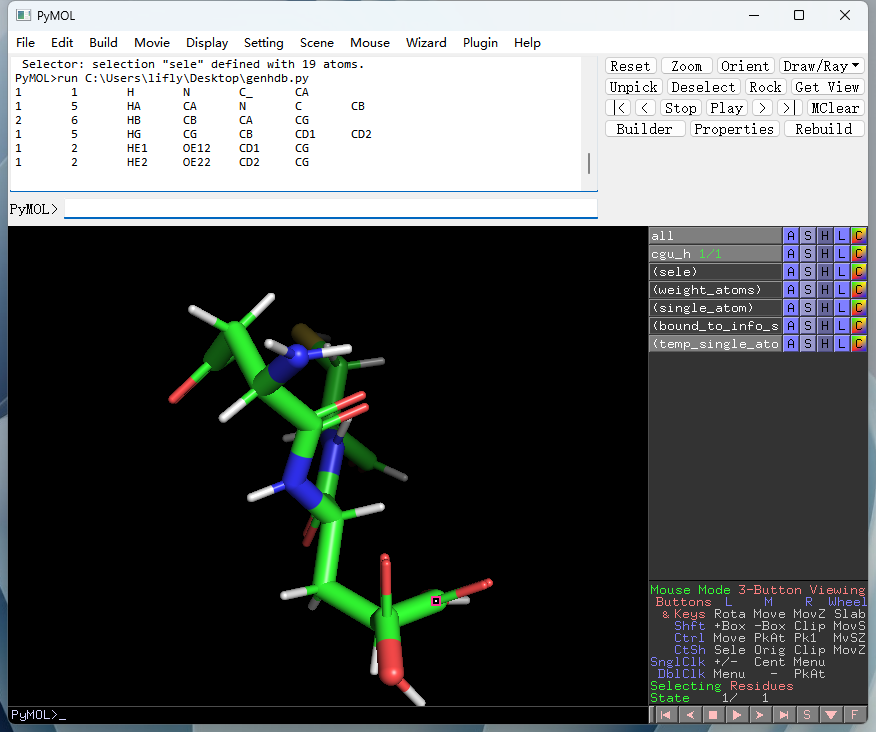 PyMOL
File Edit Build Movie Display Setting Scene Mouse Wizard Plugin Help
Selector: selection "sele" defined with 19 atoms.
PyMOL>run C:\Users\lifly\Desktop\genhdb.py
1 1 H N C_ CA
1 5 HA CA N C CB
2 6 HB CB CA CG
1 5 HG CG CB CD1 CD2
1 2 HE1 OE12 CD1 CG
1 2 HE2 OE22 CD2 CG
PyMOL>
Reset Zoom Orient Draw/Ray
Unpick Deselect Rock Get View
|< < Stop Play > >| MClear
Builder Properties Rebuild
all A S H L C
cgu_h 1/1 A S H L C
(sele) A S H L C
(weight_atoms) A S H L C
(single_atom) A S H L C
(bound_to_info_s A S H L C
(temp_single_ato A S H L C
Mouse Mode 3-Button Viewing
Buttons L M R Wheel
& Keys Rota Move MovZ Slab
Shft +Box -Box Clip MovS
Ctrl Move PkAt Pk1 MvSZ
CtSh Sele Orig Clip MovZ
SnglClk +/- Cent Menu
DblClk Menu - PkAt
Selecting Residues
State 1/ 1
PyMOL>_
S F